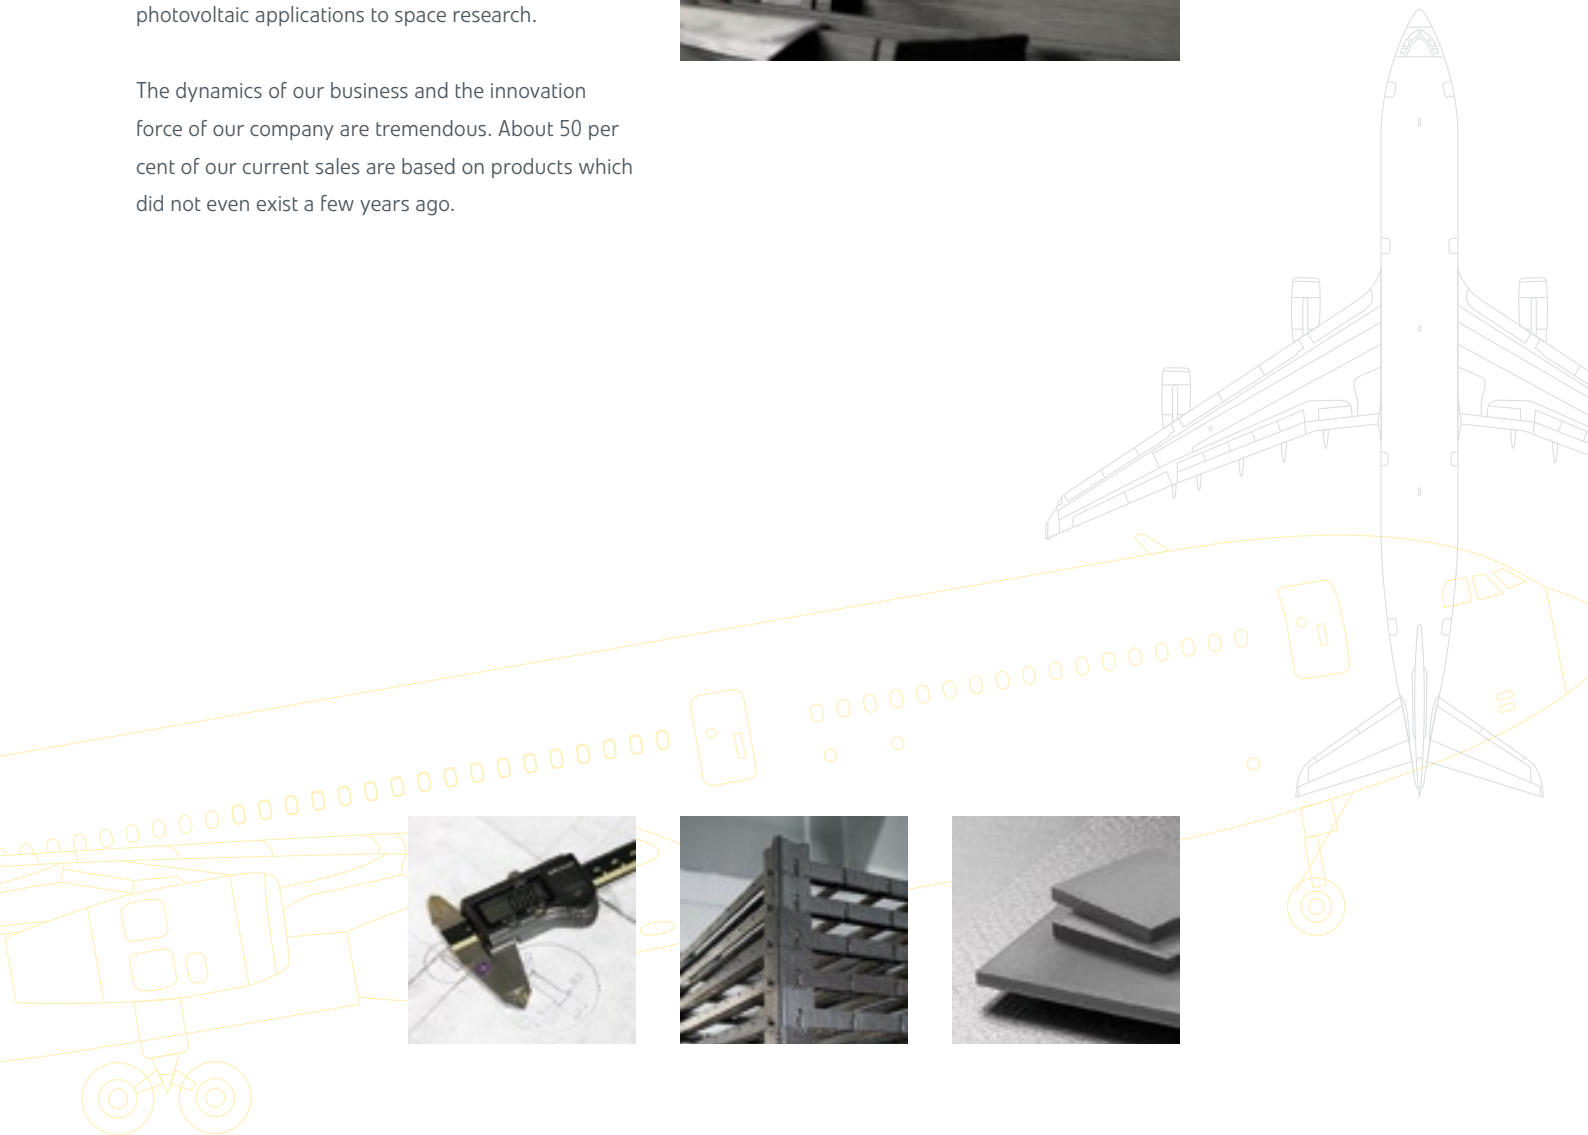 photovoltaic applications to space research.
The dynamics of our business and the innovation
force of our company are tremendous. About 50 per
cent of our current sales are based on products which
did not even exist a few years ago.